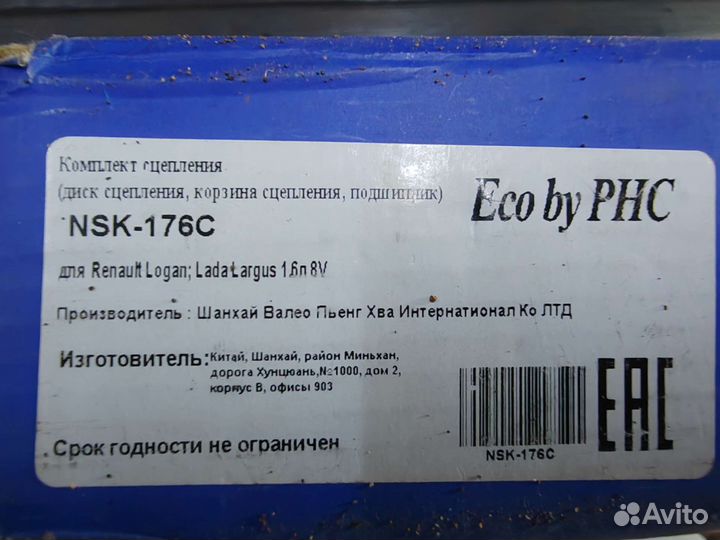 Комплект сцепления
(диск сцепления, корзина сцепления, подшипник)
Eco by PHC
NSK-176C
для Renault Logan; Lada Largus 1.6л 8V
Производитель : Шанхай Валео Пьенг Хва Интернатионал Ко ЛТД
Изготовитель: Китай, Шанхай, район Миньхан,
дорога Хунцюань,№1000, дом 2,
корпус В, офисы 903
Срок годности не ограничен
NSK-176C
EAC
Avito